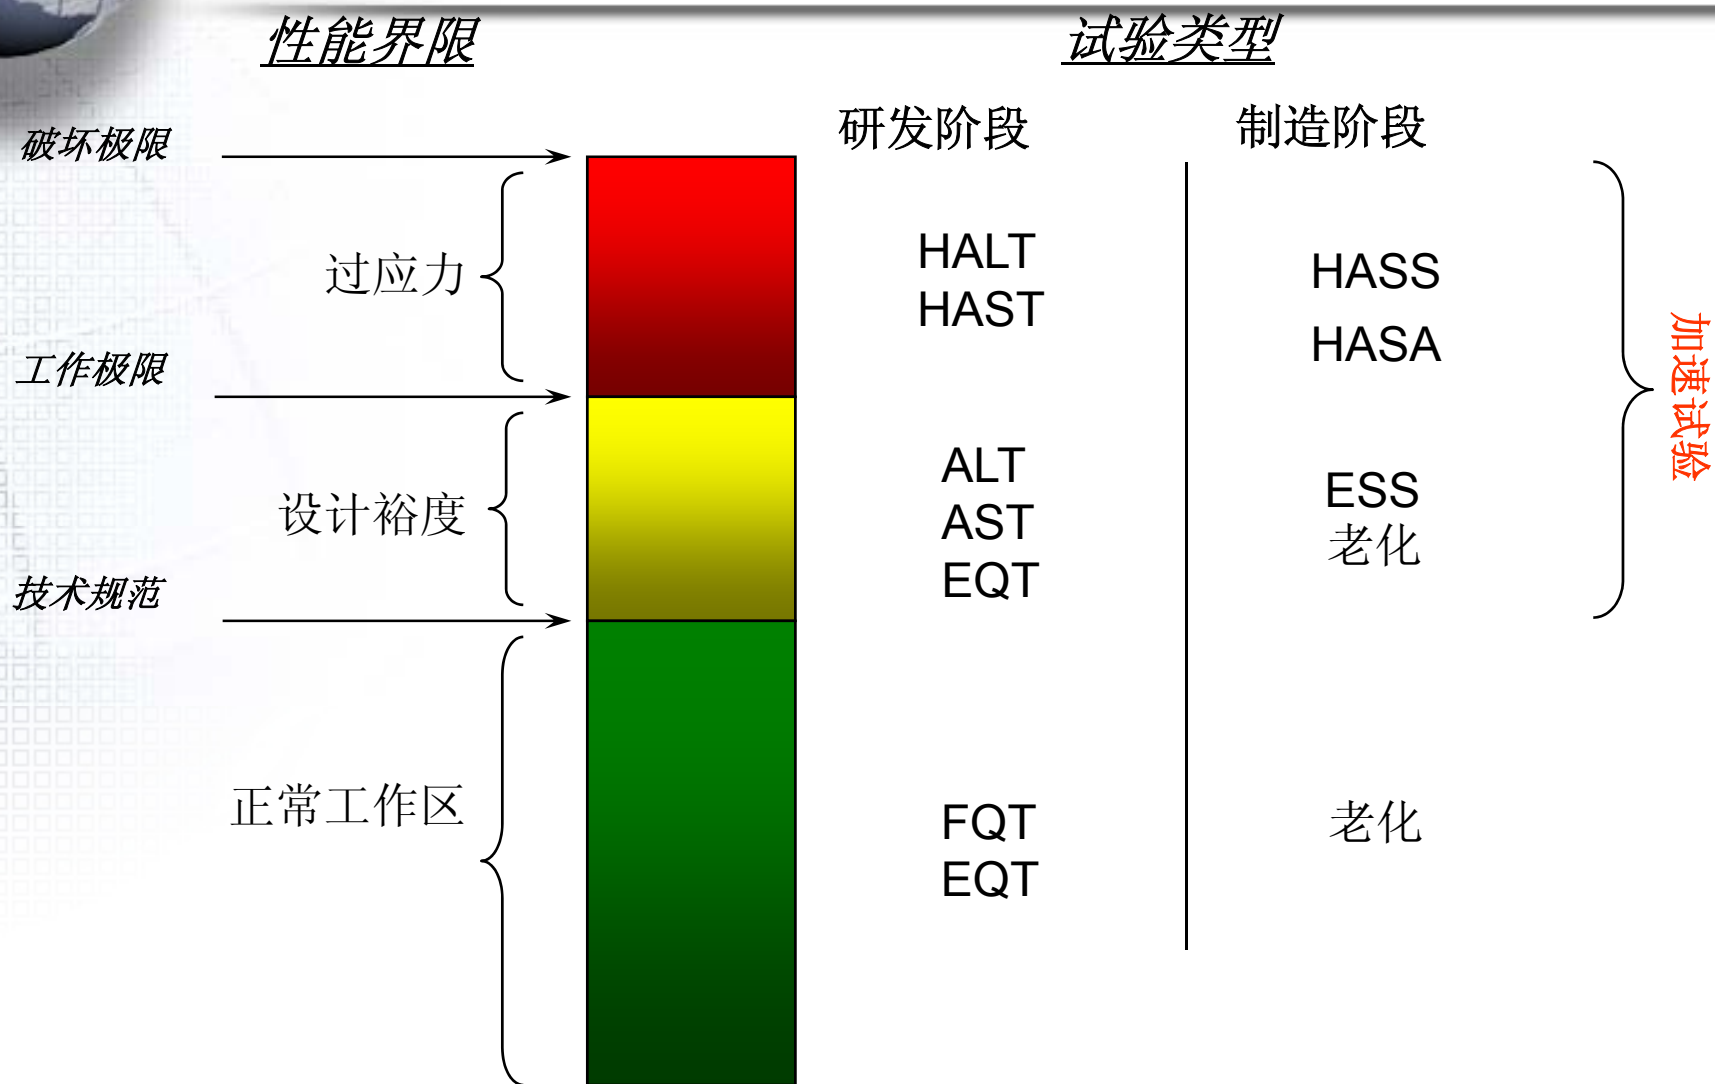 性能界限
试验类型
研发阶段
制造阶段
破坏极限
过应力
HALT
HAST
HASS
HASA
工作极限
加速试验
设计裕度
ALT
AST
EQT
ESS
老化
技术规范
正常工作区
FQT
EQT
老化